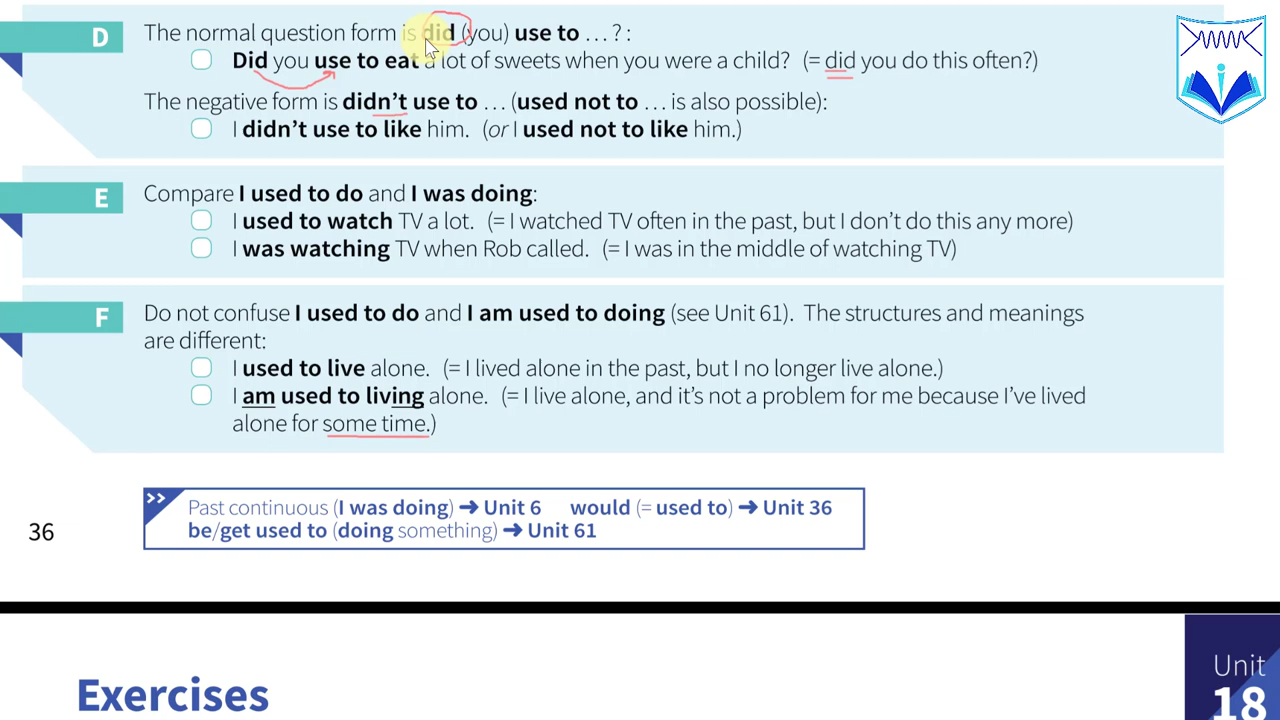 D
The normal question form is did (you) use to … ? :
Did you use to eat a lot of sweets when you were a child? (= did you do this often?)
The negative form is didn't use to … (used not to … is also possible):
I didn't use to like him. (or I used not to like him.)
E
Compare I used to do and I was doing:
I used to watch TV a lot. (= I watched TV often in the past, but I don't do this any more)
I was watching TV when Rob called. (= I was in the middle of watching TV)
F
Do not confuse I used to do and I am used to doing (see Unit 61). The structures and meanings
are different:
I used to live alone. (= I lived alone in the past, but I no longer live alone.)
I am used to living alone. (= I live alone, and it's not a problem for me because I've lived
alone for some time.)
>> Past continuous (I was doing) ➜ Unit 6 would (= used to) ➜ Unit 36
be/get used to (doing something) ➜ Unit 61
36
Unit
18
Exercises